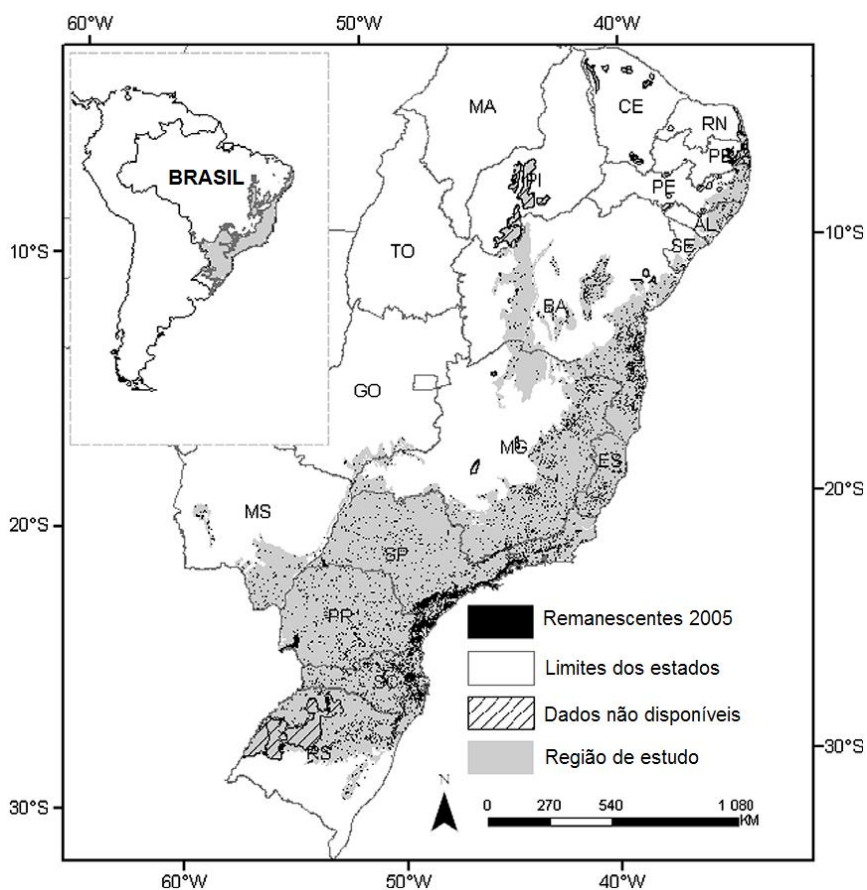 60°W 50°W 40°W
BRASIL
MA
CE
RN
PB
PI
PE
AL
SE
TO
BA
10°S 10°S
GO
MG
ES
MS
20°S 20°S
SP
PR
SC
RS
Remanescentes 2005
Limites dos estados
Dados não disponíveis
Região de estudo
30°S 30°S
N
0 270 540 1 080
KM
60°W 50°W 40°W